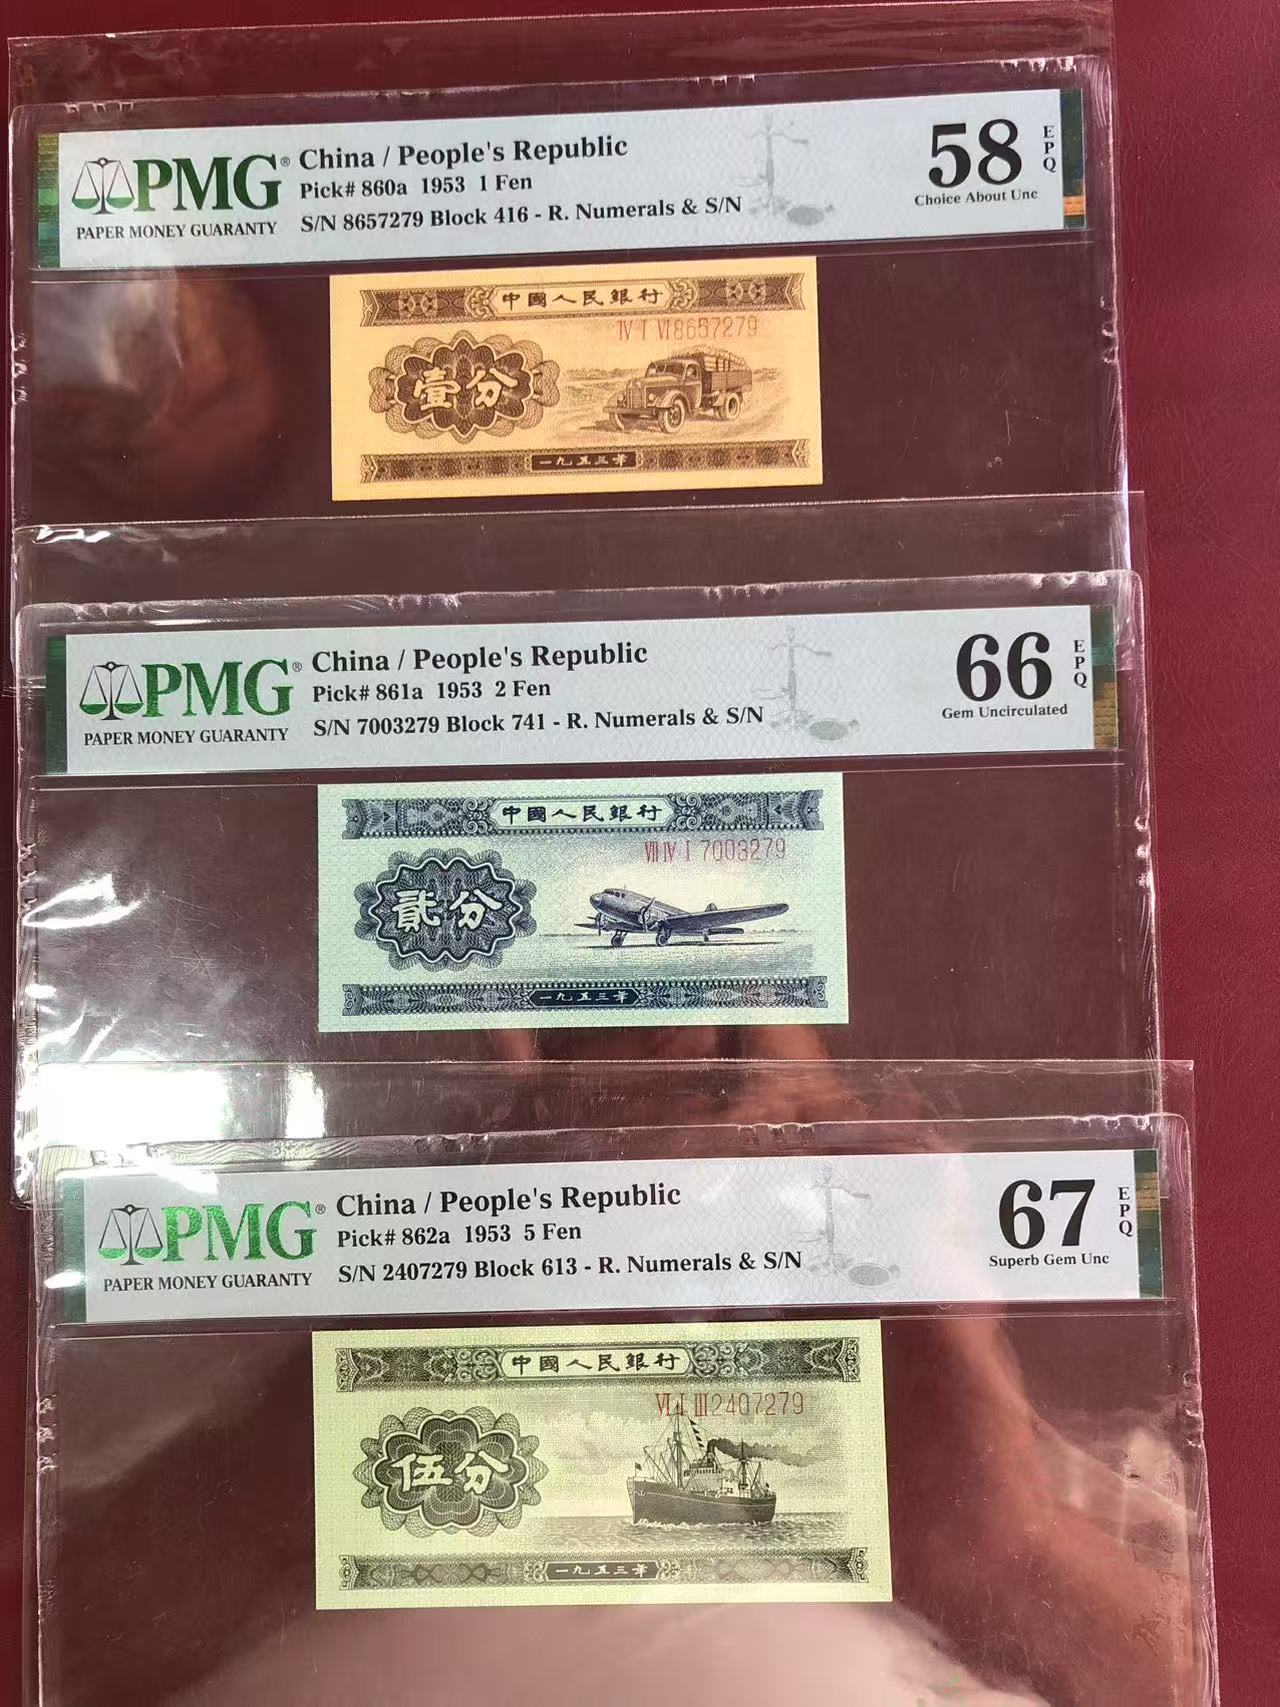 PMG®
PAPER MONEY GUARANTY
China / People's Republic
Pick# 860a 1953 1 Fen
S/N 8657279 Block 416 - R. Numerals & S/N
58
EPQ
Choice About Unc
中國人民銀行
IV I VI 8657279
壹分
一九五三年
PMG®
PAPER MONEY GUARANTY
China / People's Republic
Pick# 861a 1953 2 Fen
S/N 7003279 Block 741 - R. Numerals & S/N
66
EPQ
Gem Uncirculated
中國人民銀行
VII IV I 7003279
貳分
一九五三年
PMG®
PAPER MONEY GUARANTY
China / People's Republic
Pick# 862a 1953 5 Fen
S/N 2407279 Block 613 - R. Numerals & S/N
67
EPQ
Superb Gem Unc
中國人民銀行
VI I III 2407279
伍分
一九五三年